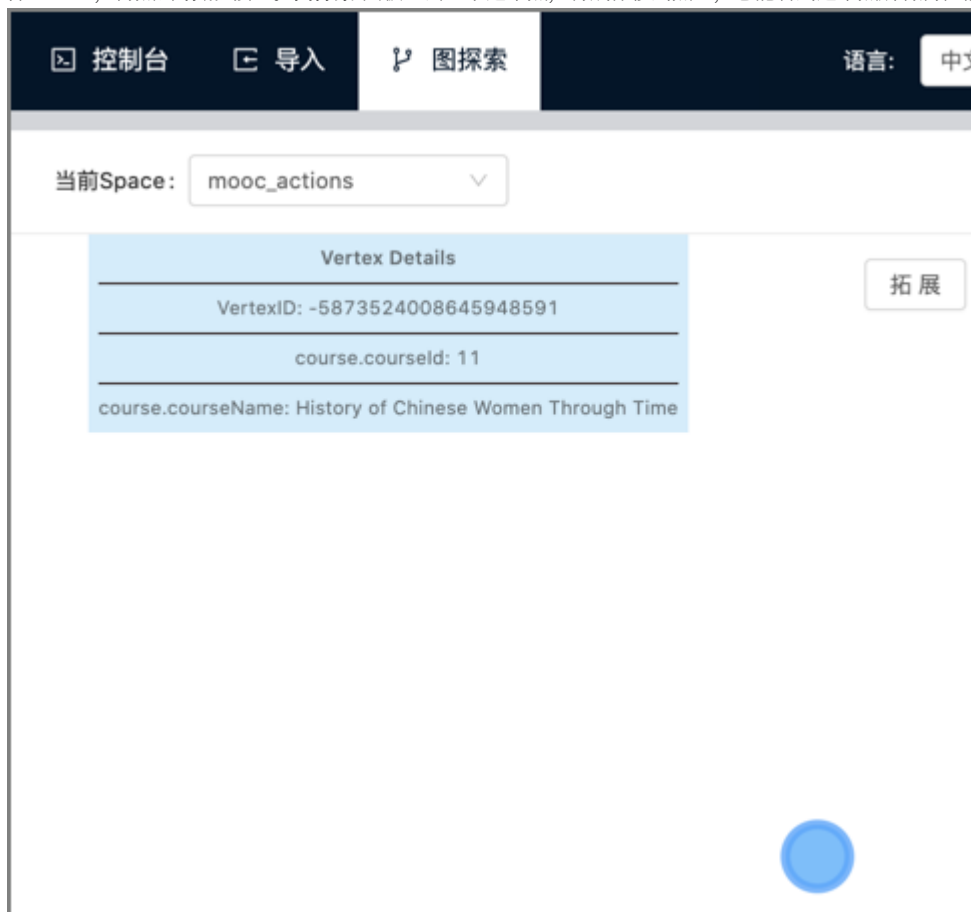 控制台 导入 图探索 语言:
当前Space: mooc_actions
Vertex Details
拓展
VertexID: -5873524008645948591
course.courseId: 11
course.courseName: History of Chinese Women Through Time